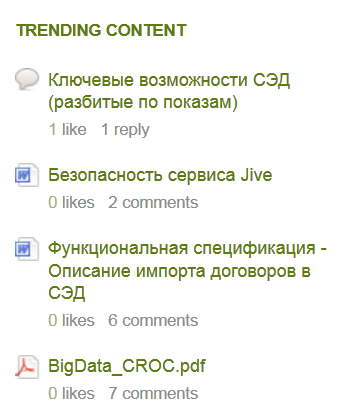 TRENDING CONTENT
Ключевые возможности СЭД
(разбитые по показам)
1 like 1 reply
Безопасность сервиса Jive
0 likes 2 comments
Функциональная спецификация -
Описание импорта договоров в
СЭД
0 likes 6 comments
BigData_CROC.pdf
0 likes 7 comments